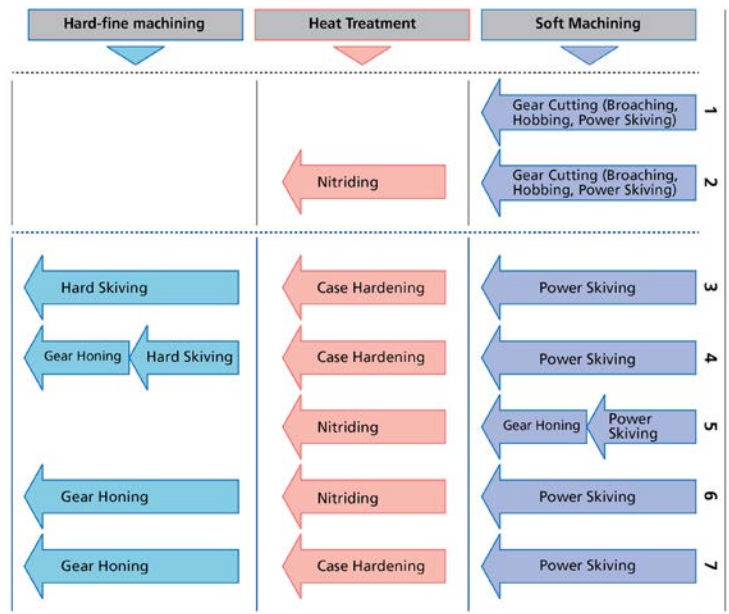 Hard-fine machining
Heat Treatment
Soft Machining
Gear Cutting (Broaching,
Hobbing, Power Skiving)
1
Nitriding
Gear Cutting (Broaching,
Hobbing, Power Skiving)
2
Hard Skiving
Case Hardening
Power Skiving
3
Gear Honing
Hard Skiving
Case Hardening
Power Skiving
4
Nitriding
Gear Honing
Power
Skiving
5
Gear Honing
Nitriding
Power Skiving
6
Gear Honing
Case Hardening
Power Skiving
7